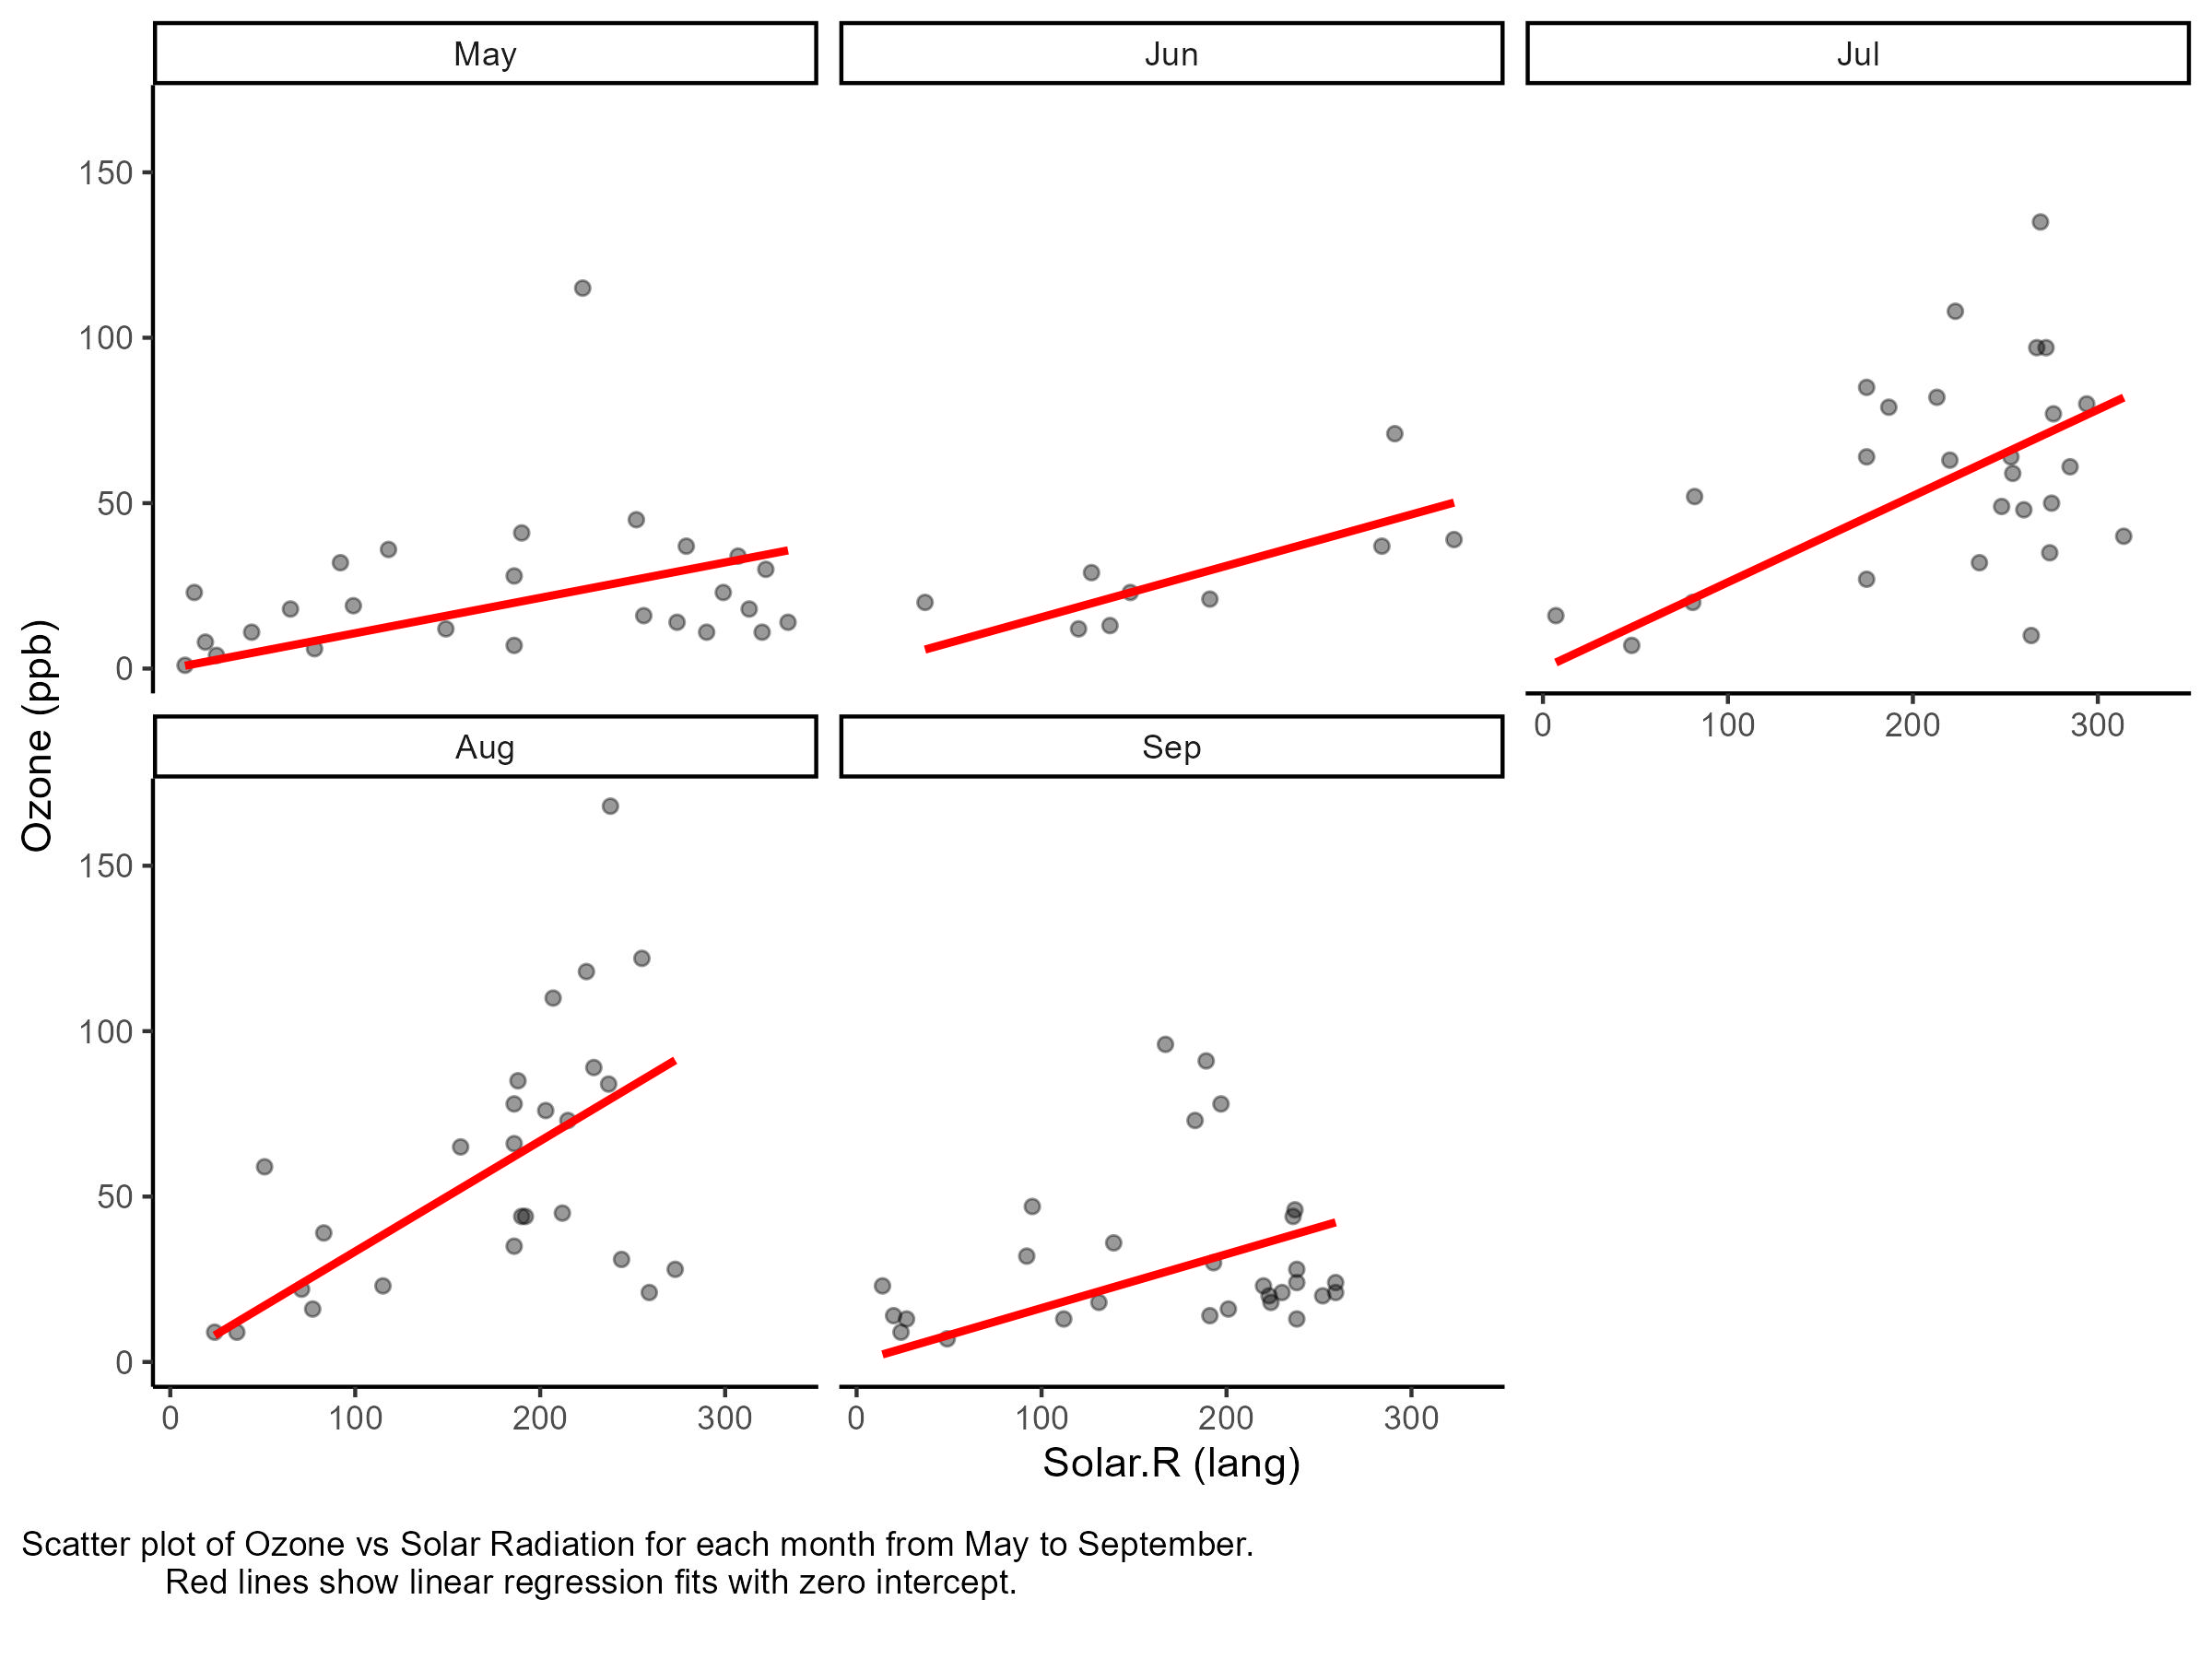 May
Jun
Jul
150
100
50
0
0 100 200 300
Aug
Sep
150
100
50
0
0 100 200 300
0 100 200 300
Ozone (ppb)
Solar.R (lang)
Scatter plot of Ozone vs Solar Radiation for each month from May to September.
Red lines show linear regression fits with zero intercept.